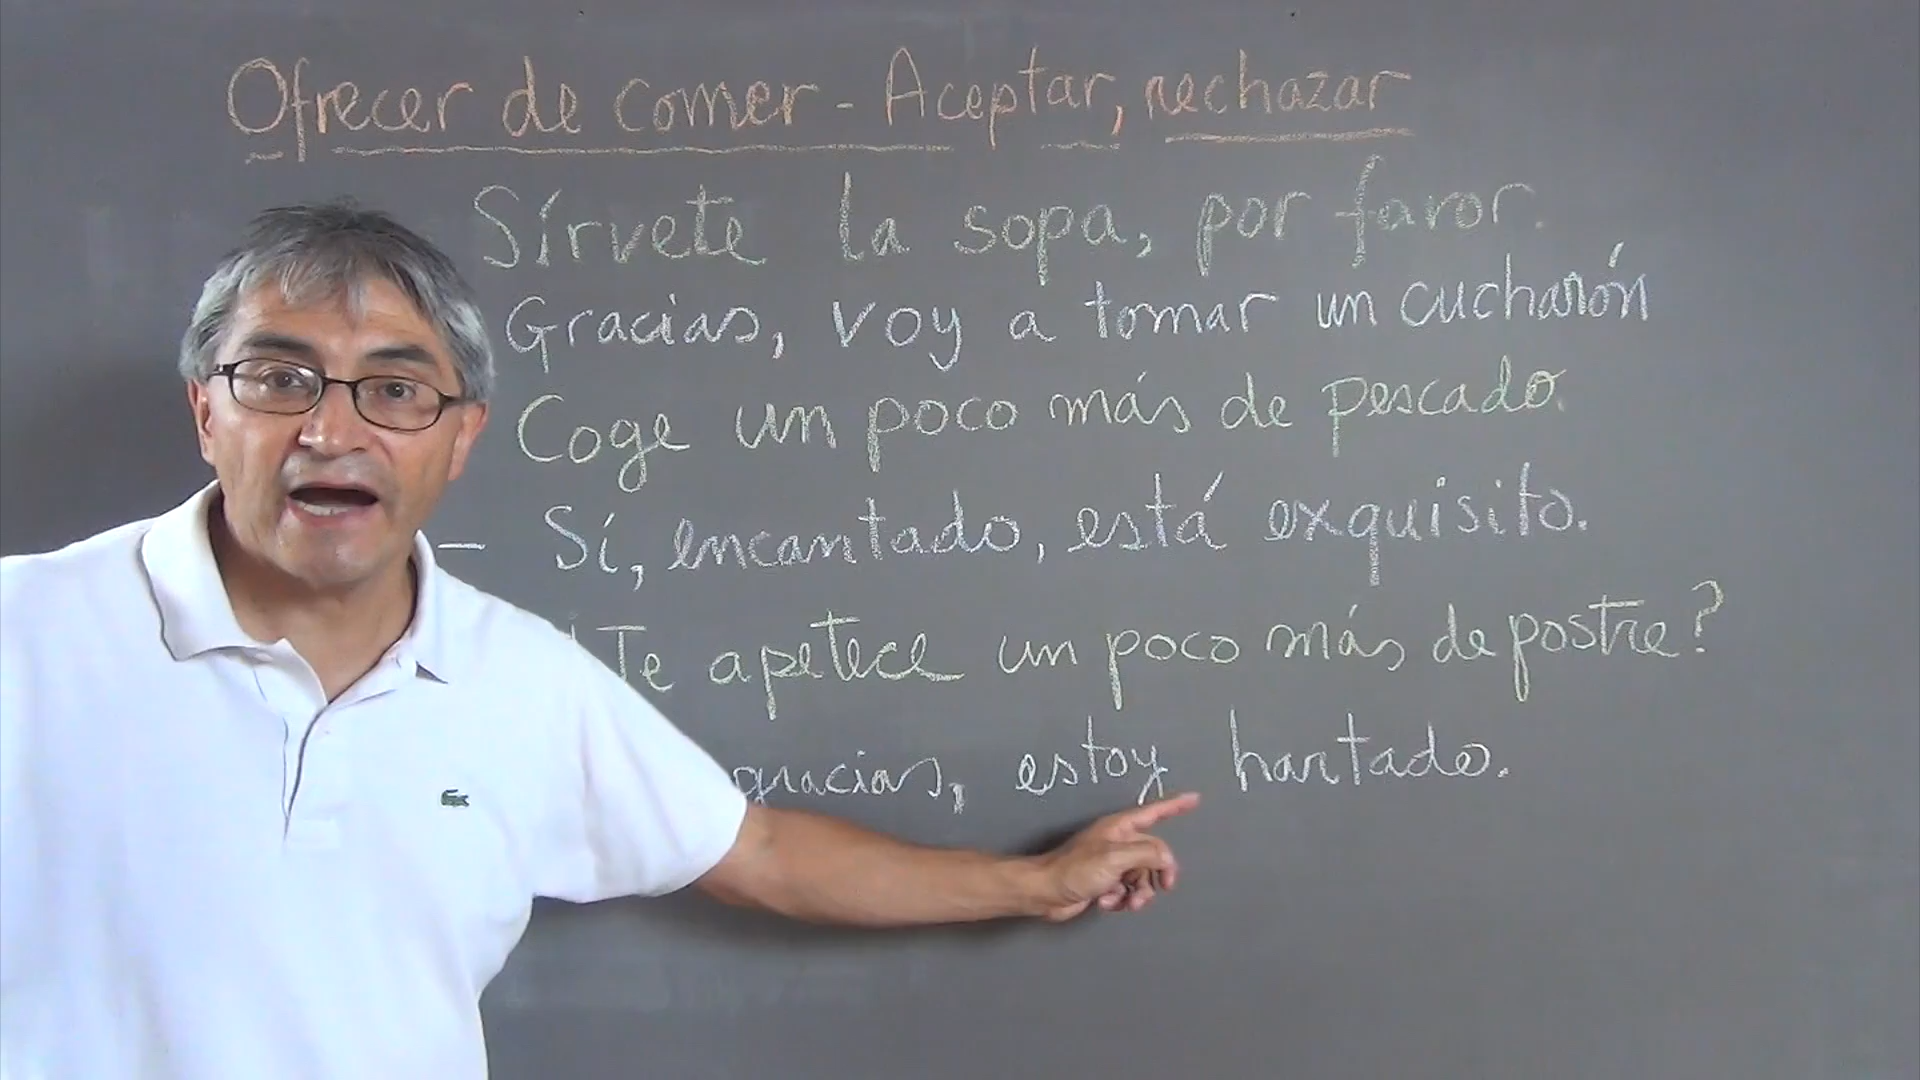 Ofrecer de comer - Aceptar, rechazar
Sírvete la sopa, por favor.
Gracias, voy a tomar un cucharón
Coge un poco más de pescado.
- Sí, encantado, está exquisito.
Te apetece un poco más de postre?
gracias, estoy hartado.